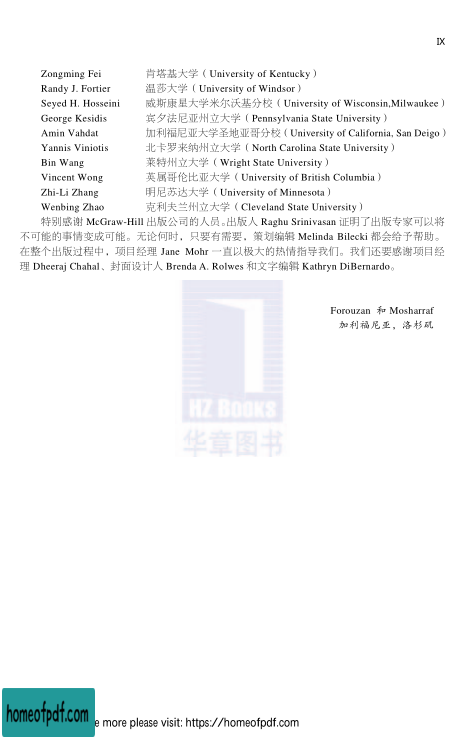 IX
Zongming Fei 肯塔基大学（University of Kentucky）
Randy J. Fortier 温莎大学（University of Windsor）
Seyed H. Hosseini 威斯康星大学米尔沃基分校（University of Wisconsin,Milwaukee）
George Kesidis 宾夕法尼亚州立大学（Pennsylvania State University）
Amin Vahdat 加利福尼亚大学圣地亚哥分校（University of California, San Deigo）
Yannis Viniotis 北卡罗来纳州立大学（North Carolina State University）
Bin Wang 莱特州立大学（Wright State University）
Vincent Wong 英属哥伦比亚大学（University of British Columbia）
Zhi-Li Zhang 明尼苏达大学（University of Minnesota）
Wenbing Zhao 克利夫兰州立大学（Cleveland State University）
特别感谢 McGraw-Hill 出版公司的人员。出版人 Raghu Srinivasan 证明了出版专家可以将
不可能的事情变成可能。无论何时，只要有需要，策划编辑 Melinda Bilecki 都会给予帮助。
在整个出版过程中，项目经理 Jane Mohr 一直以极大的热情指导我们。我们还要感谢项目经
理 Dheeraj Chahal、封面设计人 Brenda A. Rolwes 和文字编辑 Kathryn DiBernardo。
Forouzan 和 Mosharraf
加利福尼亚，洛杉矶
HZ Books
华章图书
homeofpdf.com
e more please visit: https://homeofpdf.com